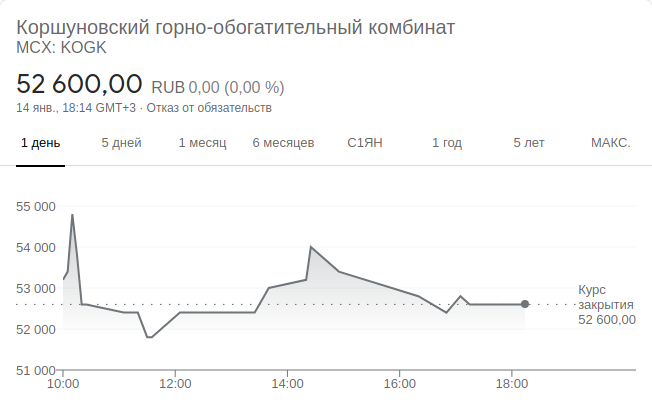 Коршуновский горно-обогатительный комбинат
MCX: KOGK
52 600,00 RUB 0,00 (0,00 %)
14 янв., 18:14 GMT+3 · Отказ от обязательств
1 день 5 дней 1 месяц 6 месяцев С1ЯН 1 год 5 лет МАКС.
55 000
54 000
53 000
52 000
51 000
Курс
закрытия
52 600,00
10:00 12:00 14:00 16:00 18:00